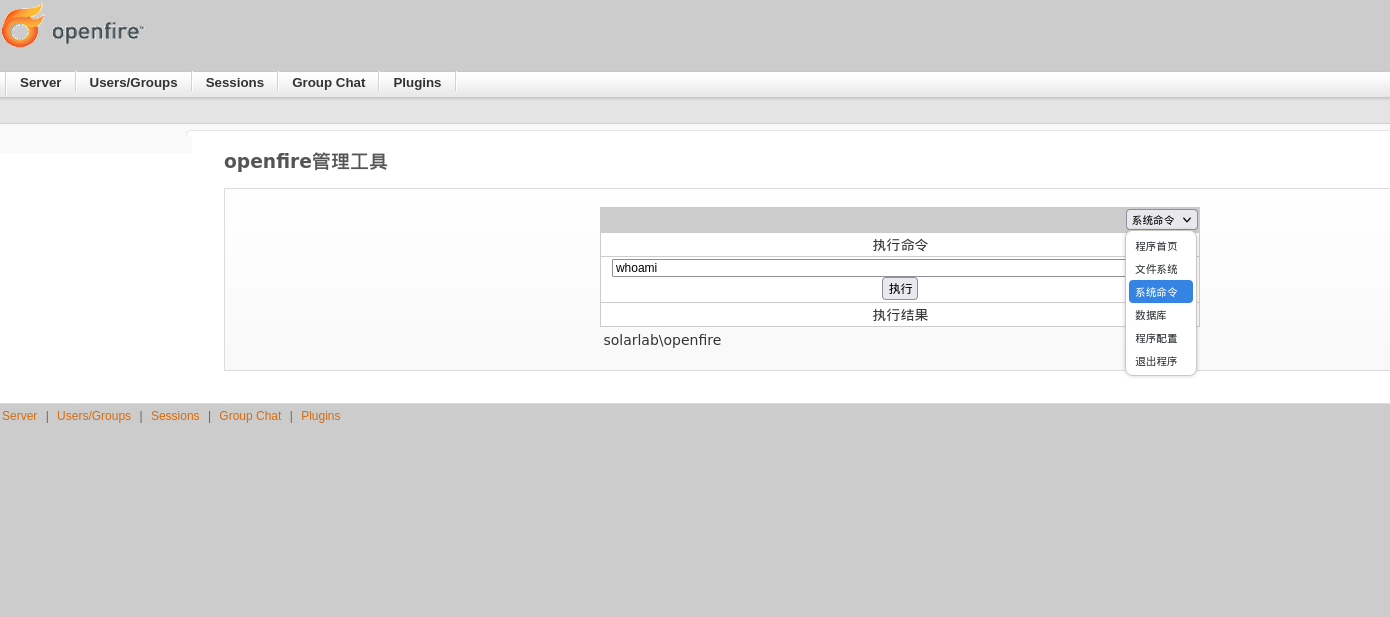 openfire™
Server Users/Groups Sessions Group Chat Plugins
openfire管理工具
系统命令
执行命令
程序首页
whoami
文件系统
执行
系统命令
执行结果
数据库
solarlab\openfire
程序配置
退出程序
Server | Users/Groups | Sessions | Group Chat | Plugins